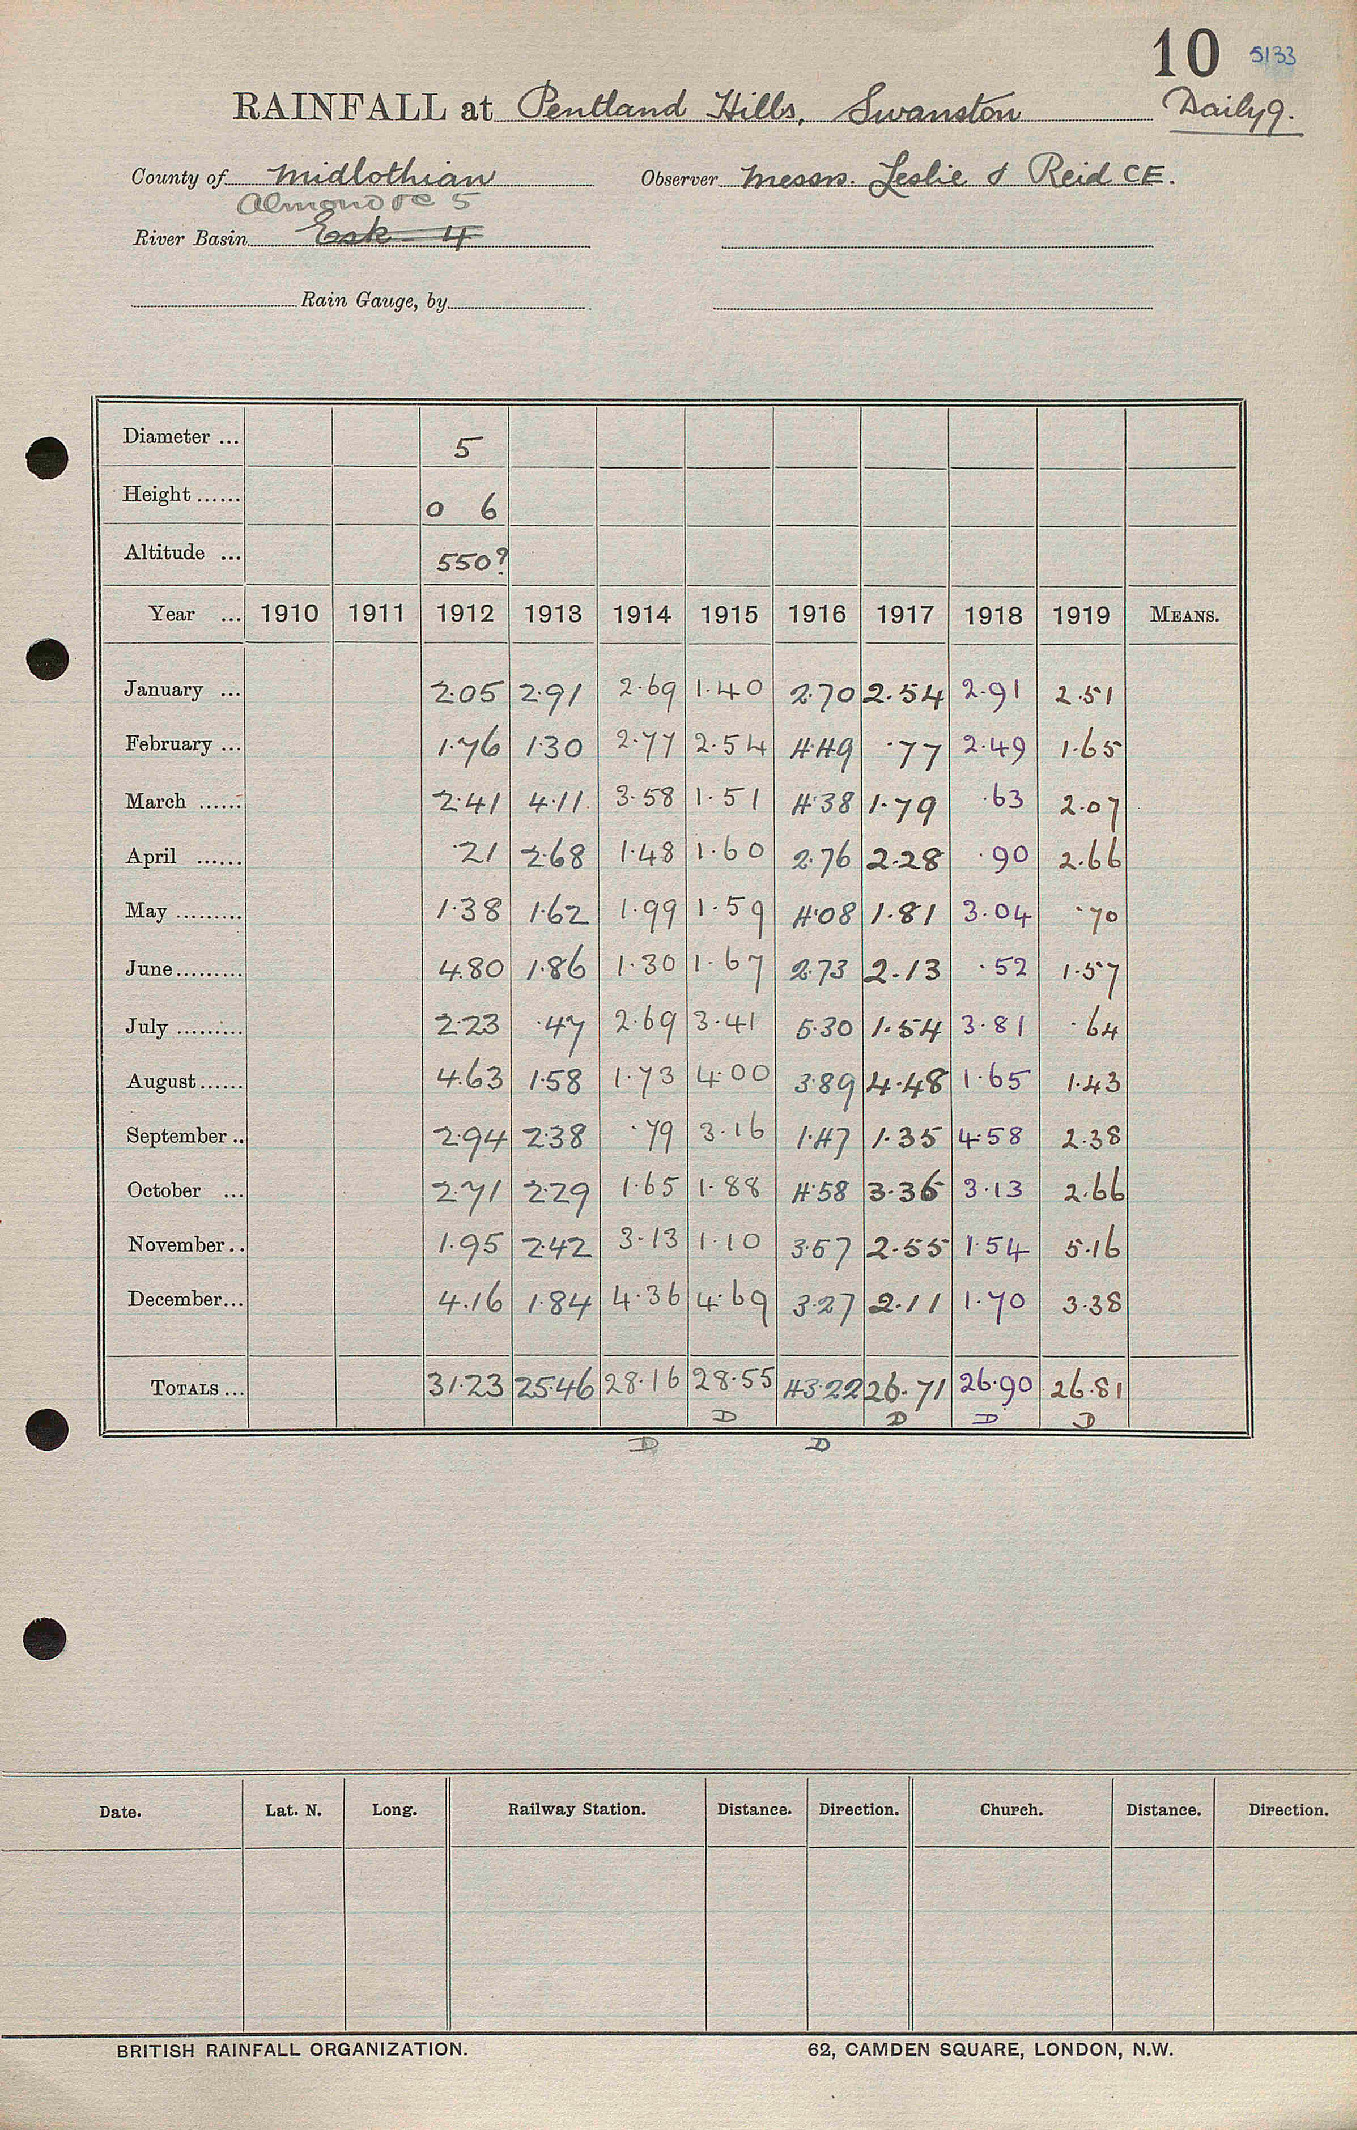 10 5133
RAINFALL at Pentland Hills, Swanston Daily 9.
County of Midlothian Observer Messrs. Leslie & Reid CE.
Almond &c 5
River Basin Esk 4
Rain Gauge, by
Diameter ... 5
Height ...... 0 6
Altitude ... 550?
Year ... 1910 1911 1912 1913 1914 1915 1916 1917 1918 1919 MEANS.
January ... 2.05 2.91 2.69 1.40 2.70 2.54 2.91 2.51
February ... 1.76 1.30 2.77 2.54 4.49 .77 2.49 1.65
March ...... 2.41 4.11 3.58 1.51 4.38 1.79 .63 2.07
April ...... .21 2.68 1.48 1.60 2.76 2.28 .90 2.66
May ......... 1.38 1.62 1.99 1.59 4.08 1.81 3.04 .70
June......... 4.80 1.86 1.30 1.67 2.73 2.13 .52 1.57
July ......... 2.23 .47 2.69 3.41 5.30 1.54 3.81 .64
August...... 4.63 1.58 1.73 4.00 3.89 4.48 1.65 1.43
September .. 2.94 2.38 .79 3.16 1.47 1.35 4.58 2.38
October ... 2.71 2.29 1.65 1.88 4.58 3.36 3.13 2.66
November .. 1.95 2.42 3.13 1.10 3.57 2.55 1.54 5.16
December... 4.16 1.84 4.36 4.69 3.27 2.11 1.70 3.38
TOTALS ... 31.23 25.46 28.16 28.55 43.22 26.71 26.90 26.81
D D D D
D D
Date. Lat. N. Long. Railway Station. Distance. Direction. Church. Distance. Direction.
BRITISH RAINFALL ORGANIZATION. 62, CAMDEN SQUARE, LONDON, N.W.